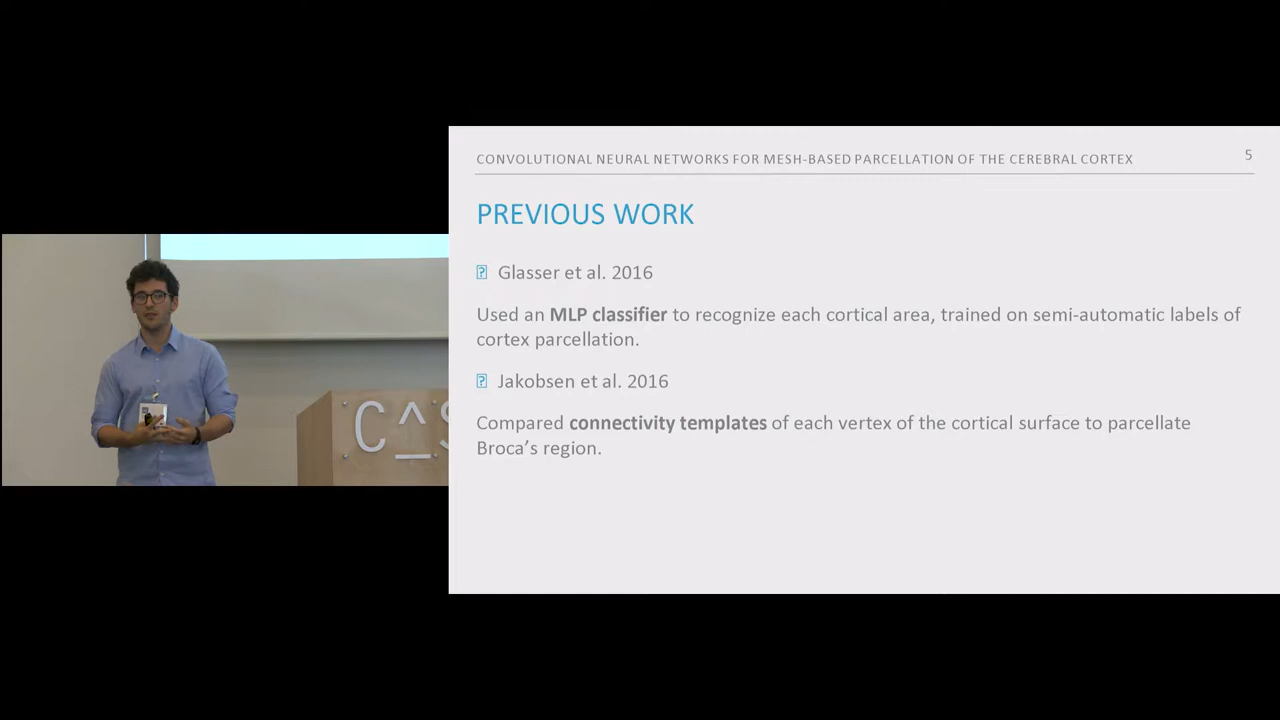 CONVOLUTIONAL NEURAL NETWORKS FOR MESH-BASED PARCELLATION OF THE CEREBRAL CORTEX
5
PREVIOUS WORK
Glasser et al. 2016
Used an MLP classifier to recognize each cortical area, trained on semi-automatic labels of
cortex parcellation.
Jakobsen et al. 2016
Compared connectivity templates of each vertex of the cortical surface to parcellate
Broca’s region.
C^S